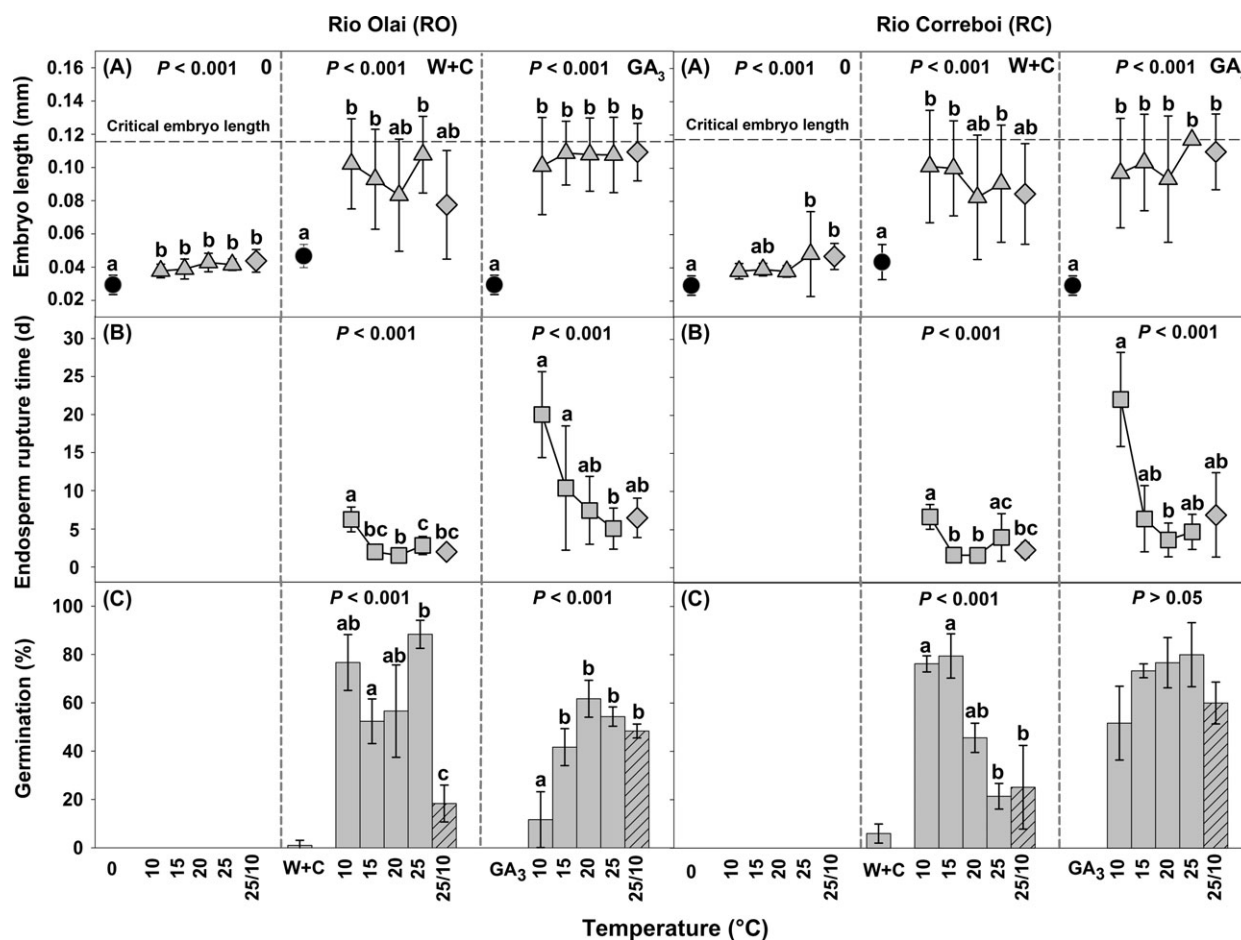 Rio Olai (RO) Rio Correboi (RC)
(A) P < 0.001 0 P < 0.001 W+C P < 0.001 GA3 (A) P < 0.001 0 P < 0.001 W+C P < 0.001 GA
Embryo length (mm)
0.16
0.14
0.12
0.10
0.08
0.06
0.04
0.02
Critical embryo length Critical embryo length
a b b b b b a b b ab b ab a b b b b b a ab b b a b b ab ab ab a b b b b b
(B) P < 0.001 P < 0.001 (B) P < 0.001 P < 0.001
Endosperm rupture time (d)
30
25
20
15
10
5
0
a bc b c bc a a ab b ab a b b ac bc a ab b ab ab
(C) P < 0.001 P < 0.001 (C) P < 0.001 P > 0.05
Germination (%)
100
80
60
40
20
0
ab a ab b c a b b b b a a ab b b
0 10 15 20 25 25/10 W+C 10 15 20 25 25/10 GA3 10 15 20 25 25/10 0 10 15 20 25 25/10 W+C 10 15 20 25 25/10 GA3 10 15 20 25 25/10
Temperature (°C)